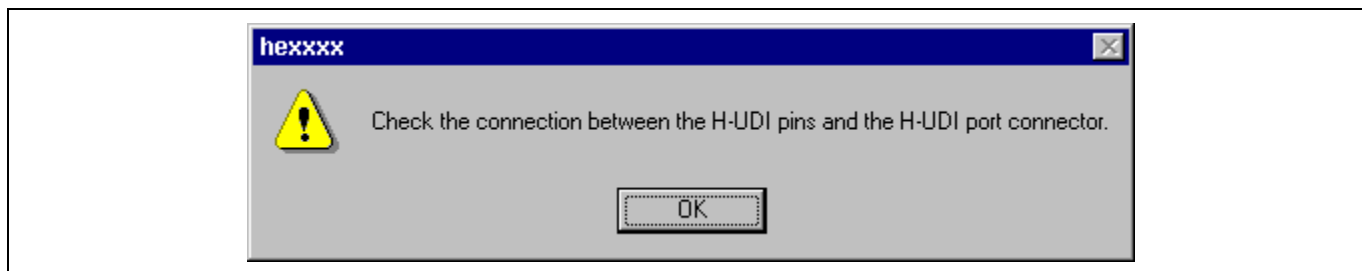 hexxxx
Check the connection between the H-UDI pins and the H-UDI port connector.
OK